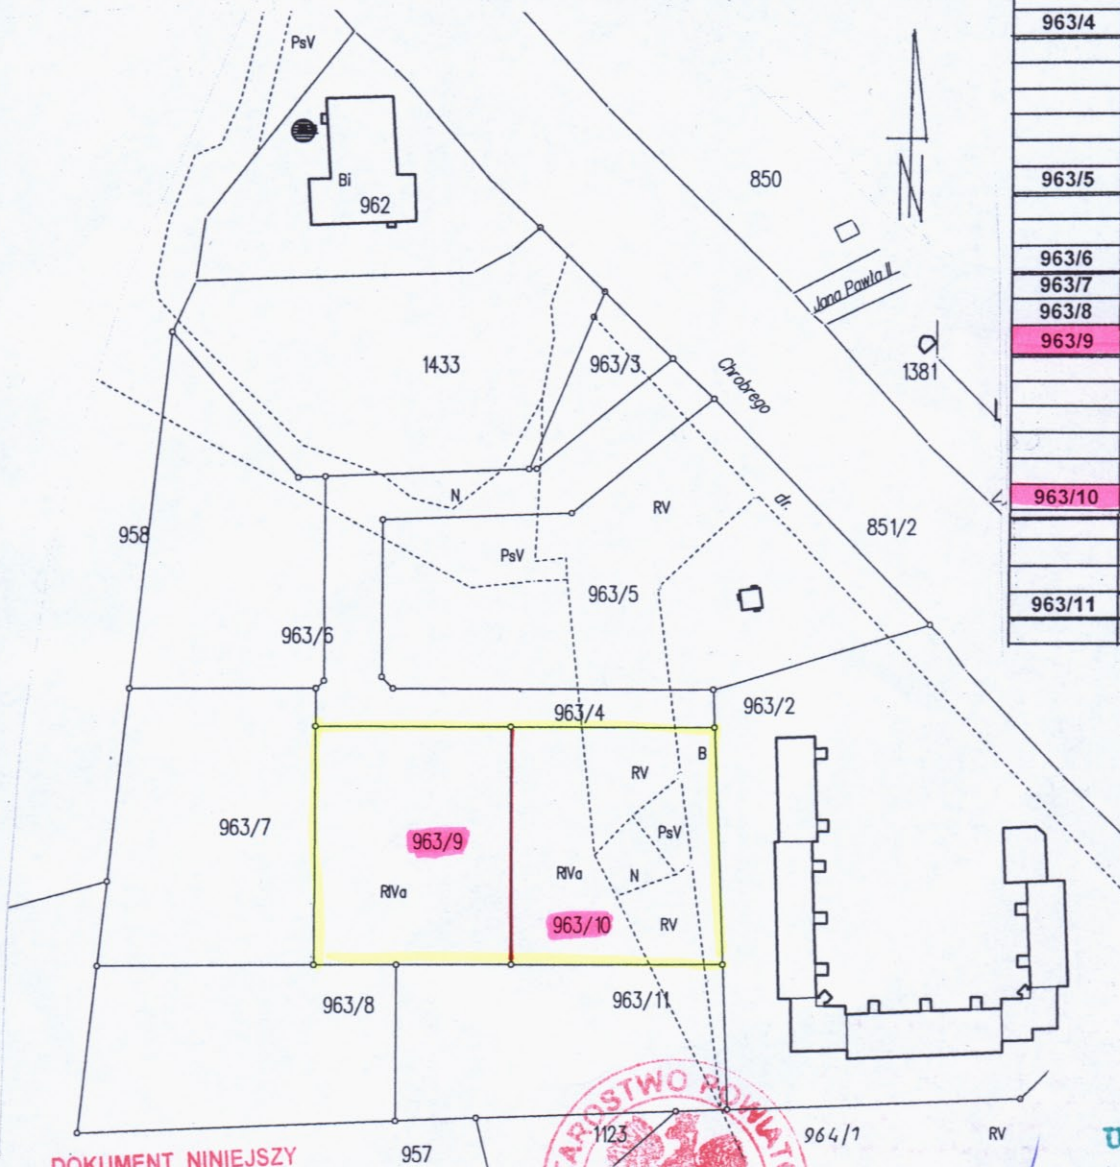 963/4
PsV
963/5
850
Bi
962
N
963/6
963/7
963/8
963/9
Jana Pawła II
1433
963/3
1381
Chrobrego
N
RV
dr.
963/10
958
PsV
851/2
963/5
963/11
963/6
963/4
963/2
B
RV
963/7
963/9
PsV
RIVa
RIVa
N
963/10
RV
963/8
963/11
STAROSTWO POWIAT
1123
964/1
RV
957
DOKUMENT NINIEJSZY